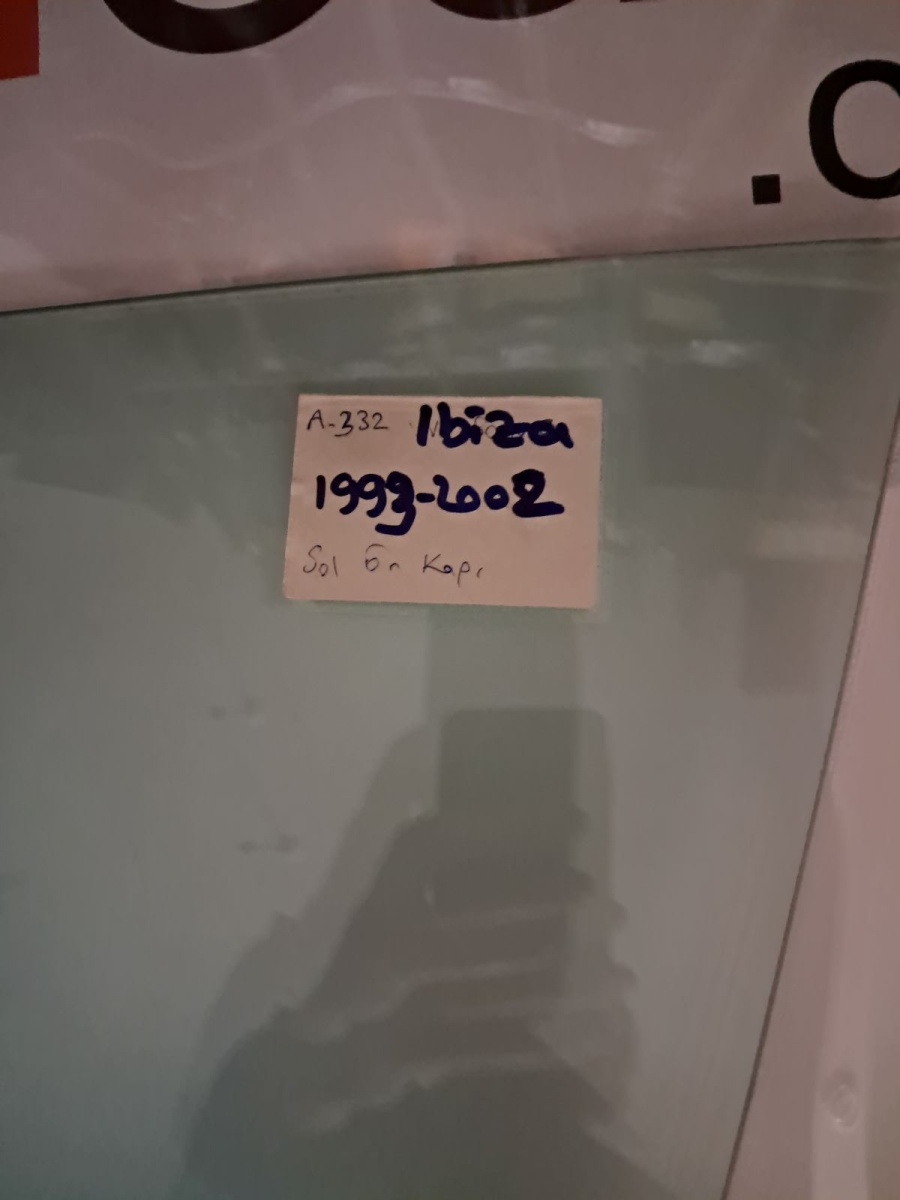 .c
A-332 Ibiza
1999-2002
Sol Ön Kapı